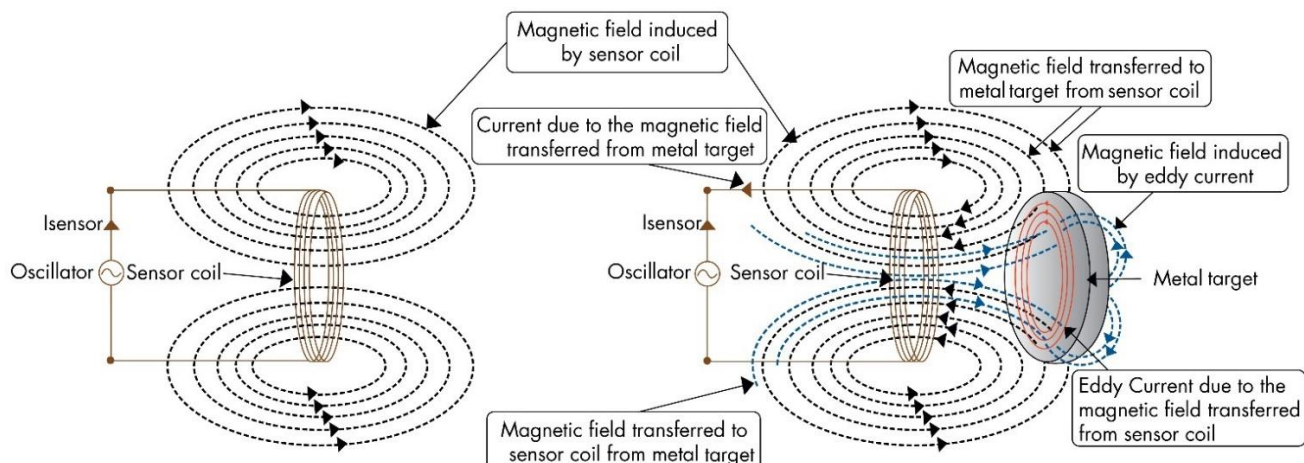 Magnetic field induced
by sensor coil
Isensor
Oscillator
Sensor coil
Current due to the magnetic field
transferred from metal target
Magnetic field transferred to
metal target from sensor coil
Magnetic field induced
by eddy current
Isensor
Oscillator
Sensor coil
Metal target
Magnetic field transferred to
sensor coil from metal target
Eddy Current due to the
magnetic field transferred
from sensor coil